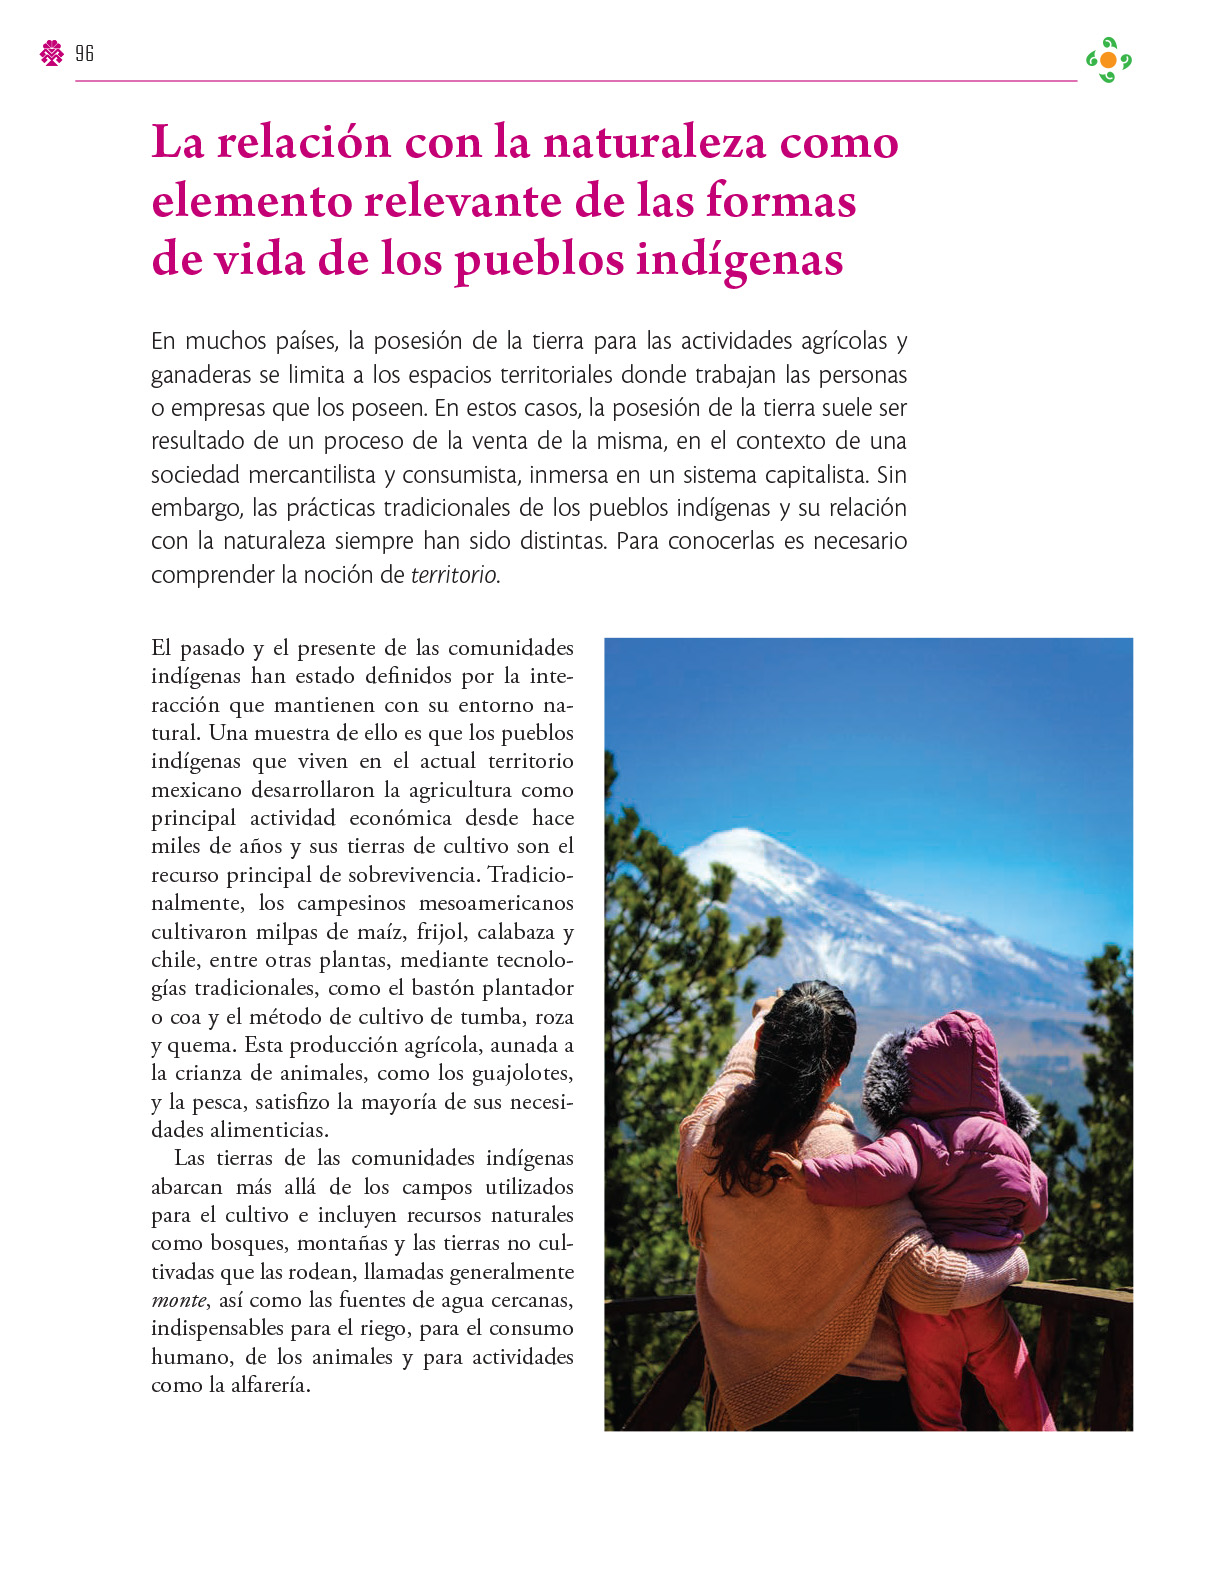 96
La relación con la naturaleza como
elemento relevante de las formas
de vida de los pueblos indígenas
En muchos países, la posesión de la tierra para las actividades agrícolas y
ganaderas se limita a los espacios territoriales donde trabajan las personas
o empresas que los poseen. En estos casos, la posesión de la tierra suele ser
resultado de un proceso de la venta de la misma, en el contexto de una
sociedad mercantilista y consumista, inmersa en un sistema capitalista. Sin
embargo, las prácticas tradicionales de los pueblos indígenas y su relación
con la naturaleza siempre han sido distintas. Para conocerlas es necesario
comprender la noción de territorio.
El pasado y el presente de las comunidades
indígenas han estado definidos por la inte-
racción que mantienen con su entorno na-
tural. Una muestra de ello es que los pueblos
indígenas que viven en el actual territorio
mexicano desarrollaron la agricultura como
principal actividad económica desde hace
miles de años y sus tierras de cultivo son el
recurso principal de sobrevivencia. Tradicio-
nalmente, los campesinos mesoamericanos
cultivaron milpas de maíz, frijol, calabaza y
chile, entre otras plantas, mediante tecnolo-
gías tradicionales, como el bastón plantador
o coa y el método de cultivo de tumba, roza
y quema. Esta producción agrícola, aunada a
la crianza de animales, como los guajolotes,
y la pesca, satisfizo la mayoría de sus necesi-
dades alimenticias.
Las tierras de las comunidades indígenas
abarcan más allá de los campos utilizados
para el cultivo e incluyen recursos naturales
como bosques, montañas y las tierras no cul-
tivadas que las rodean, llamadas generalmente
monte, así como las fuentes de agua cercanas,
indispensables para el riego, para el consumo
humano, de los animales y para actividades
como la alfarería.